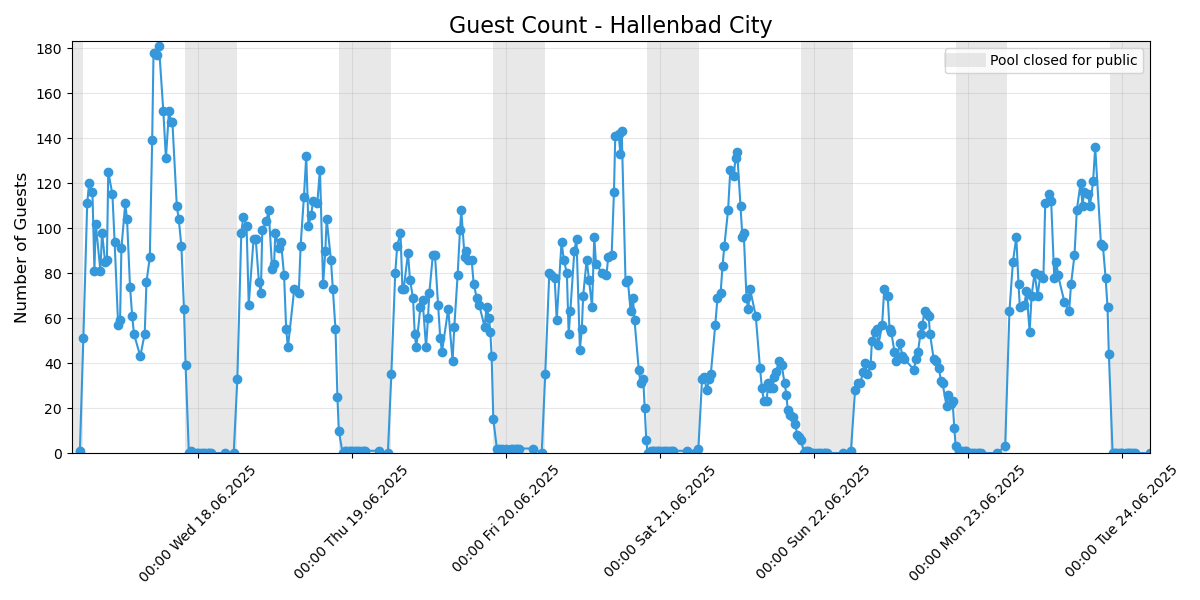 Guest Count - Hallenbad City
Pool closed for public
Number of Guests
180
160
140
120
100
80
60
40
20
0
00:00 Wed 18.06.2025
00:00 Thu 19.06.2025
00:00 Fri 20.06.2025
00:00 Sat 21.06.2025
00:00 Sun 22.06.2025
00:00 Mon 23.06.2025
00:00 Tue 24.06.2025